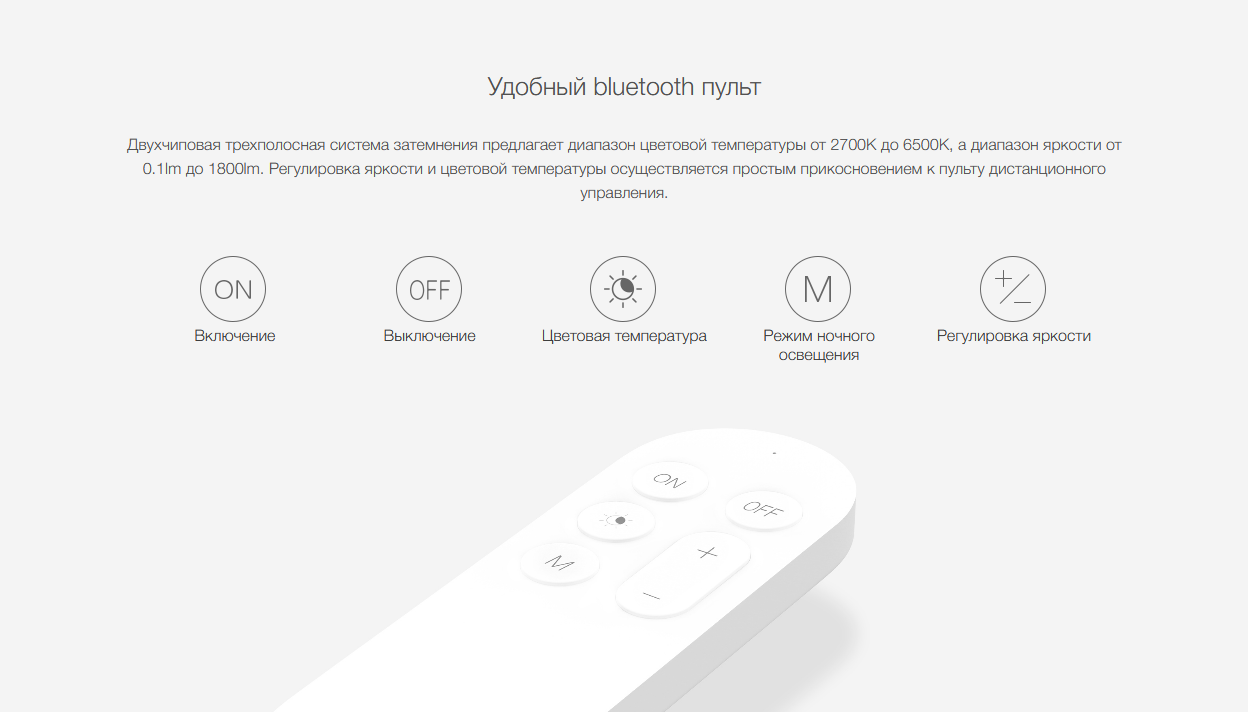 Удобный bluetooth пульт
Двухчиповая трехполосная система затемнения предлагает диапазон цветовой температуры от 2700K до 6500K, а диапазон яркости от
0.1lm до 1800lm. Регулировка яркости и цветовой температуры осуществляется простым прикосновением к пульту дистанционного
управления.
ON
OFF
M
+/−
Включение
Выключение
Цветовая температура
Режим ночного
освещения
Регулировка яркости
ON
OFF
M
+
−